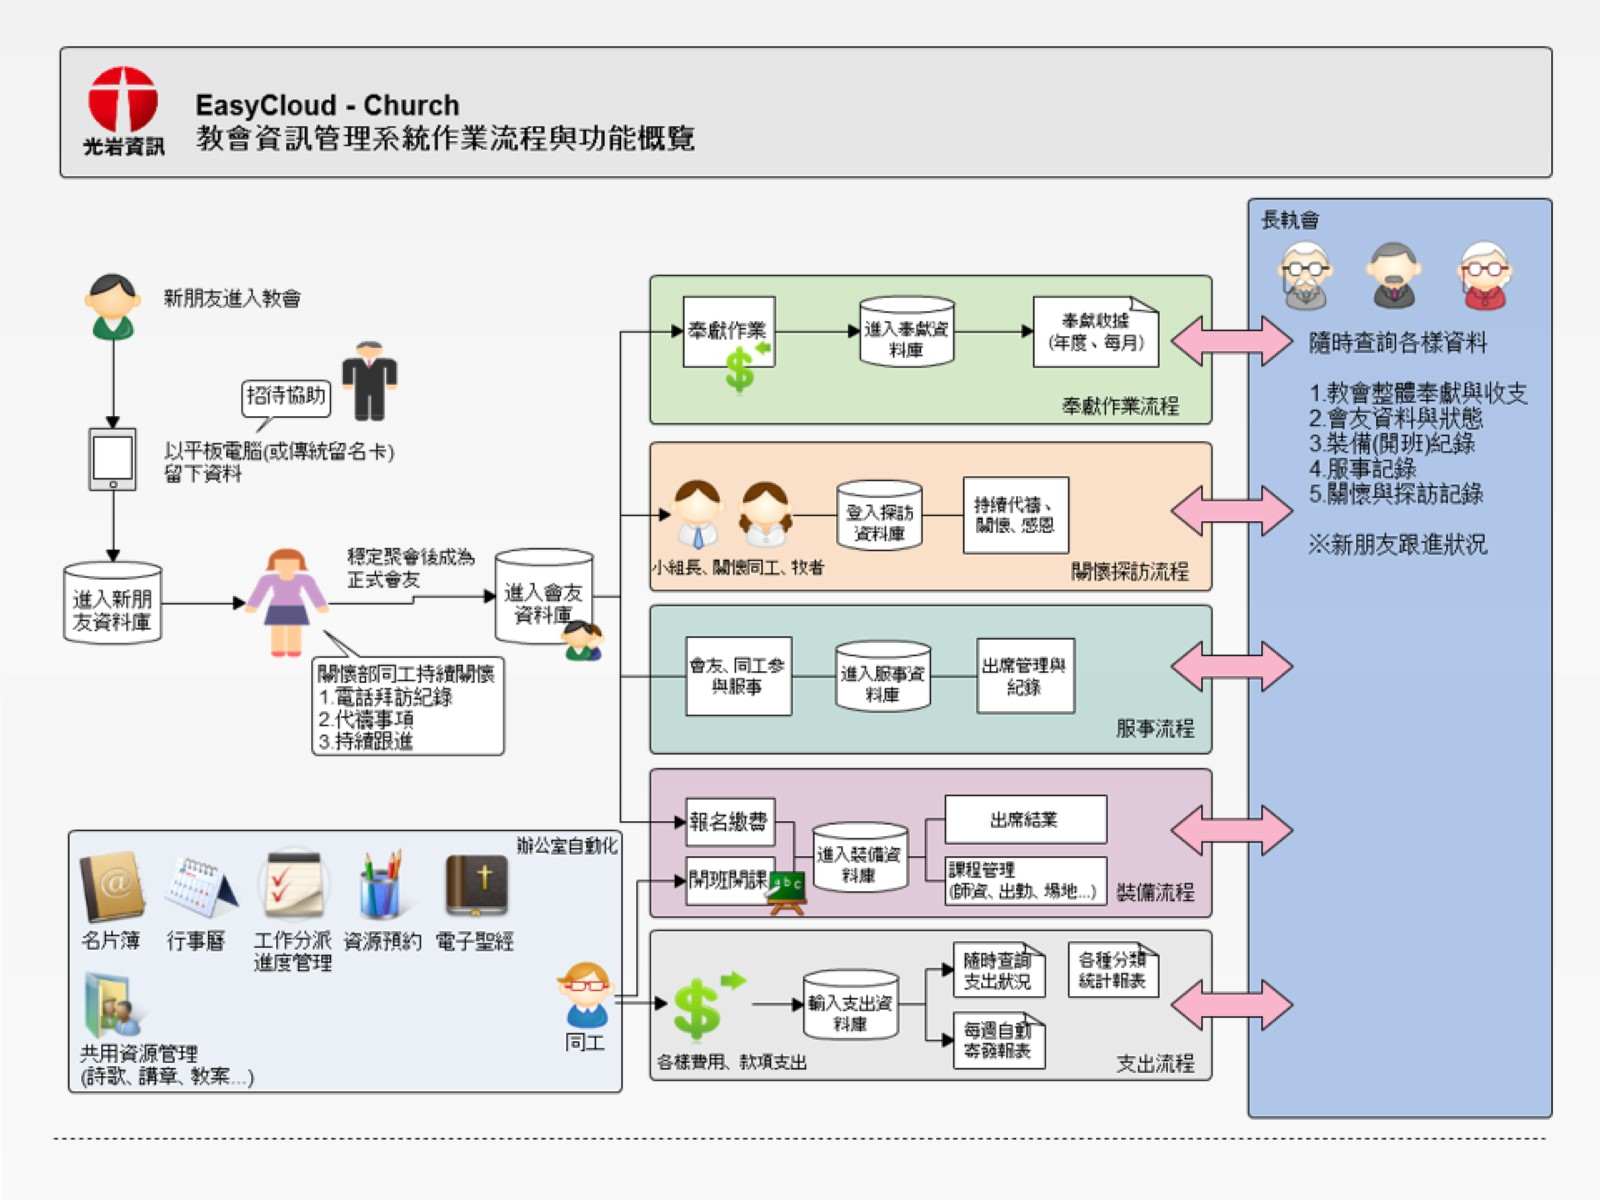 光岩資訊
EasyCloud - Church
教會資訊管理系統作業流程與功能概覽
新朋友進入教會
招待協助
以平板電腦(或傳統留名卡)
留下資料
進入新朋
友資料庫
穩定聚會後成為
正式會友
關懷部同工持續關懷
1.電話拜訪紀錄
2.代禱事項
3.持續跟進
進入會友
資料庫
奉獻作業
進入奉獻資
料庫
奉獻收據
(年度、每月)
奉獻作業流程
小組長、關懷同工、牧者
登入探訪
資料庫
持續代禱、
關懷、感恩
關懷探訪流程
會友、同工參
與服事
進入服事資
料庫
出席管理與
紀錄
服事流程
報名繳費
開班開課
abc
進入裝備資
料庫
出席結業
課程管理
(師資、出勤、場地...)
裝備流程
各樣費用、款項支出
輸入支出資
料庫
隨時查詢
支出狀況
各種分類
統計報表
每週自動
寄發報表
支出流程
長執會
隨時查詢各樣資料
1.教會整體奉獻與收支
2.會友資料與狀態
3.裝備(開班)紀錄
4.服事記錄
5.關懷與探訪記錄
※新朋友跟進狀況
辦公室自動化
名片簿
行事曆
工作分派
進度管理
資源預約
電子聖經
共用資源管理
(詩歌、講章、教案...)
同工